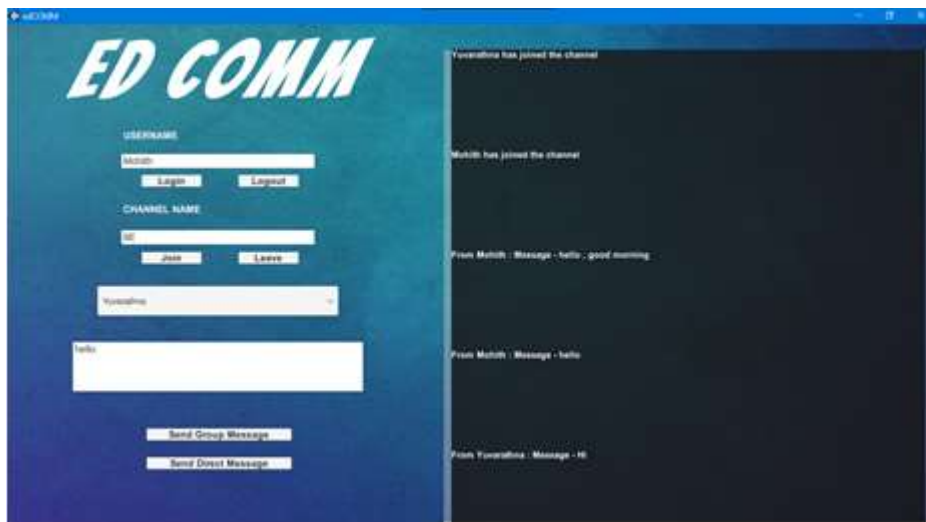 edCOMM
ED COMM
USERNAME
Mohith
Login
Logout
CHANNEL NAME
Join
Leave
Yuvarathna
hello
Send Group Message
Send Direct Message
Yuvarathna has joined the channel
Mohith has joined the channel
From Mohith : Message - hello , good morning
From Mohith : Message - hello
From Yuvarathna : Message - Hi